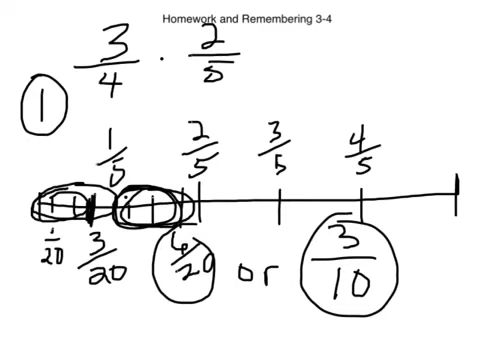 Homework and Remembering 3-4
3/4 · 2/5
1
1/5 2/5 3/5 4/5
1/20 3/20 6/20 or 3/10